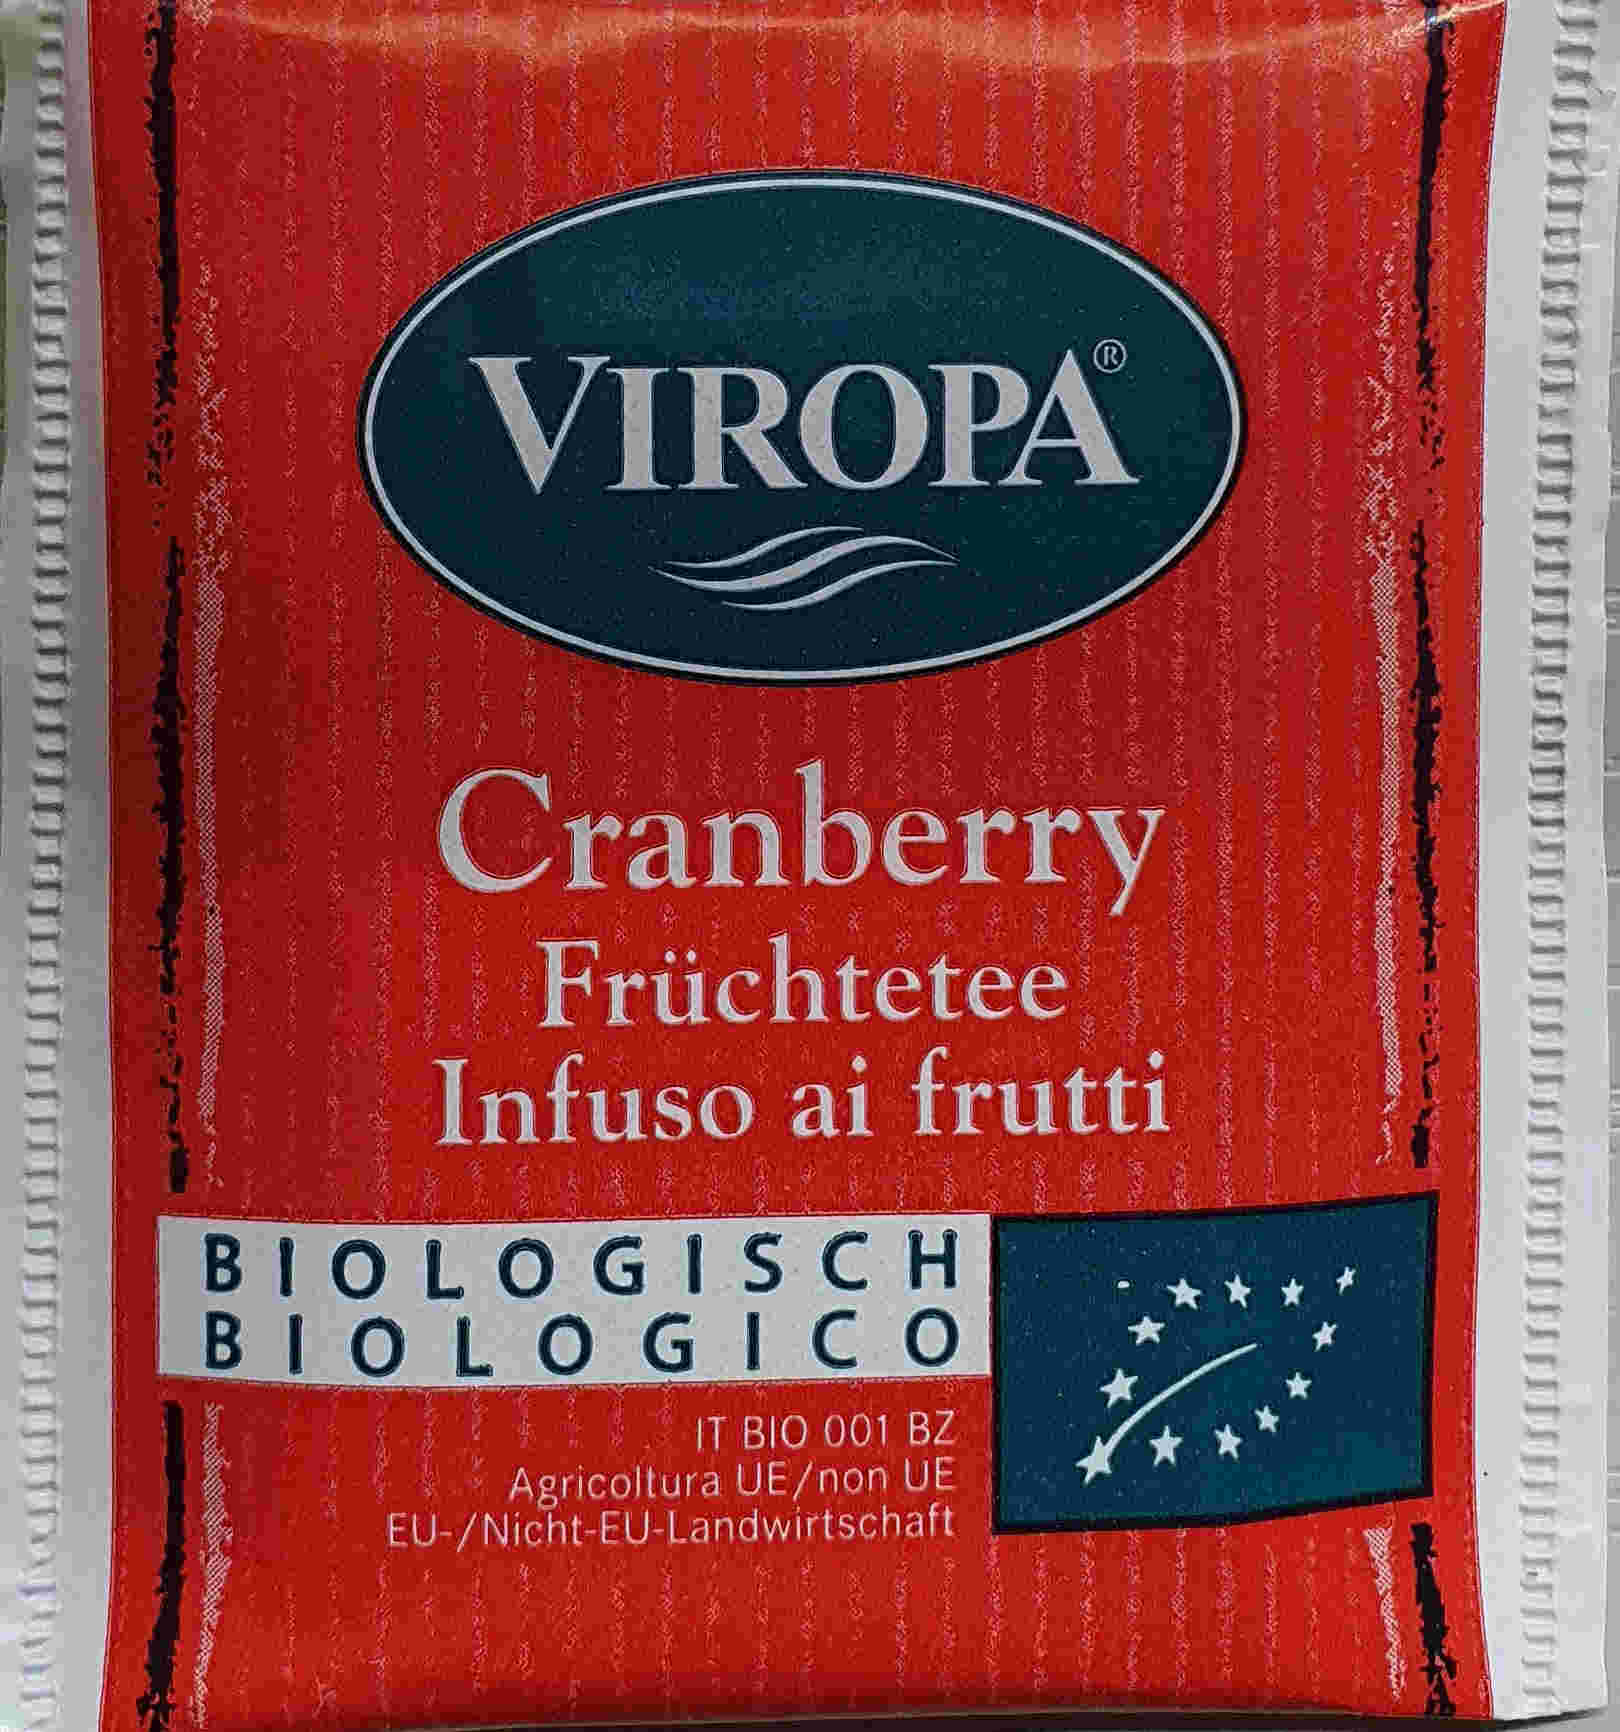 VIROPA®
Cranberry
Früchtetee
Infuso ai frutti
BIOLOGISCH
BIOLOGICO
IT BIO 001 BZ
Agricoltura UE/non UE
EU-/Nicht-EU-Landwirtschaft